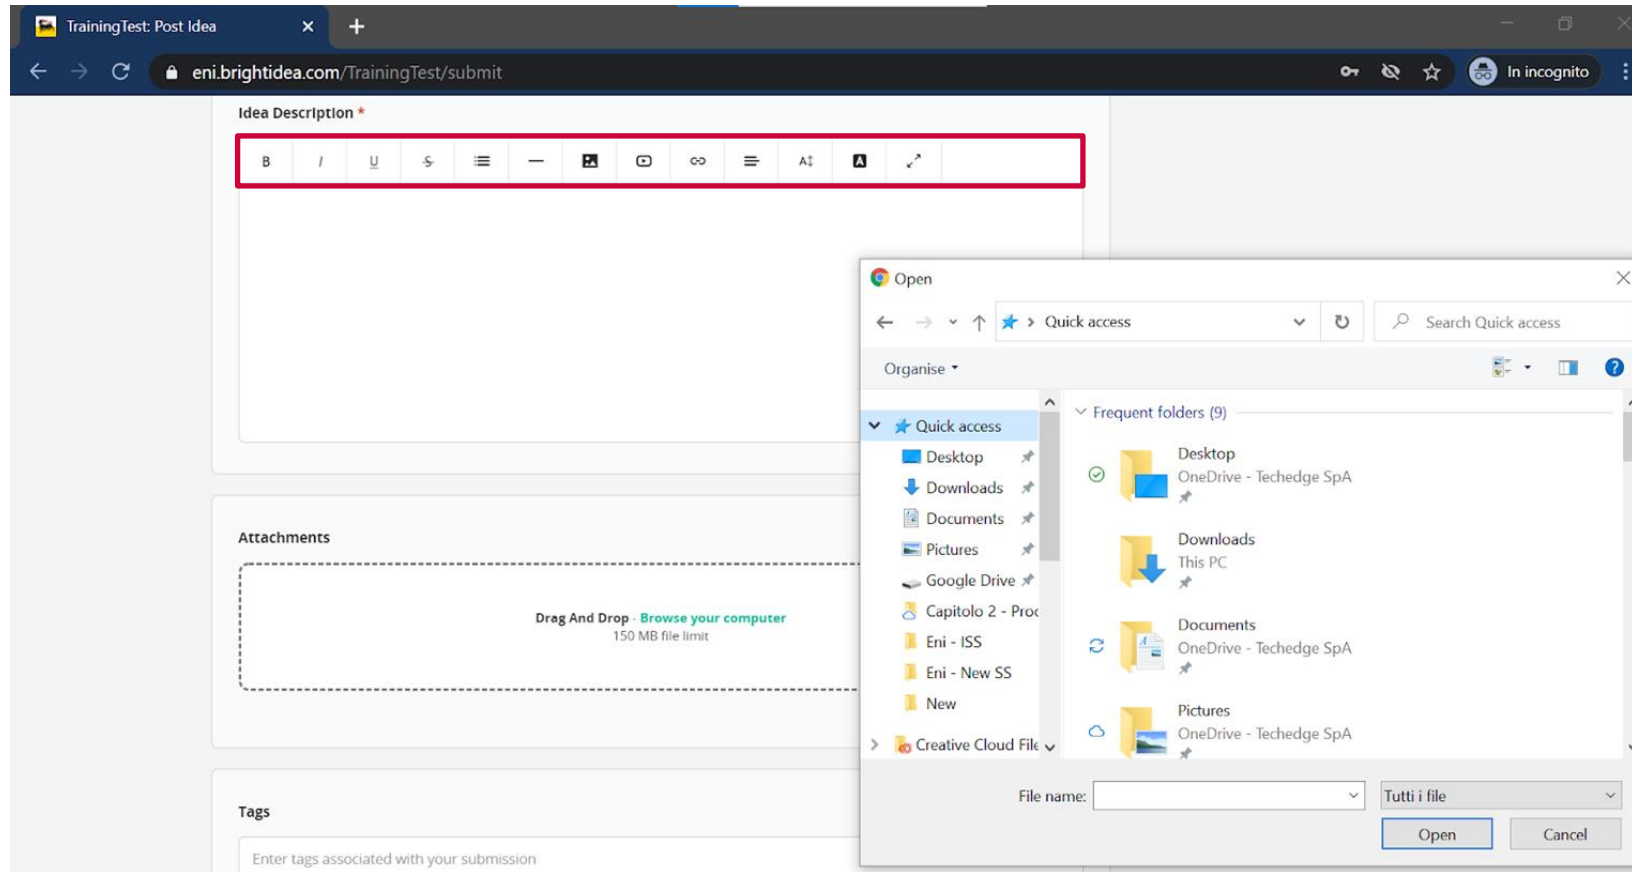 TrainingTest: Post Idea
eni.brightidea.com/TrainingTest/submit
In incognito
Idea Description *
B I U S A A
Open
Quick access
Search Quick access
Organise
Quick access
Desktop
Downloads
Documents
Pictures
Google Drive
Capitolo 2 - Proc
Eni - ISS
Eni - New SS
New
Creative Cloud File
Frequent folders (9)
Desktop
OneDrive - Techedge SpA
Downloads
This PC
Documents
OneDrive - Techedge SpA
Pictures
OneDrive - Techedge SpA
File name:
Tutti i file
Open
Cancel
Attachments
Drag And Drop - Browse your computer
150 MB file limit
Tags
Enter tags associated with your submission